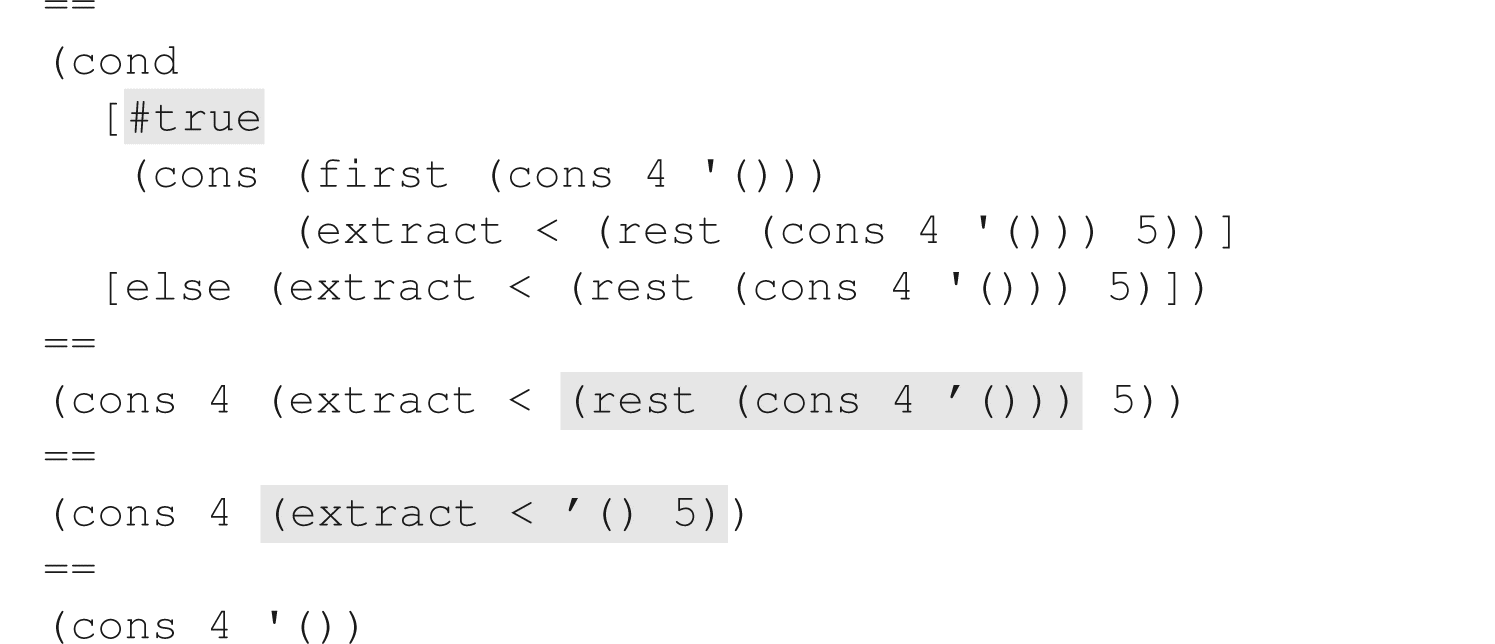 ==
(cond
  [#true
   (cons (first (cons 4 '()))
         (extract < (rest (cons 4 '())) 5))]
  [else (extract < (rest (cons 4 '())) 5)])
==
(cons 4 (extract < (rest (cons 4 ’())) 5))
==
(cons 4 (extract < ’() 5))
==
(cons 4 '())